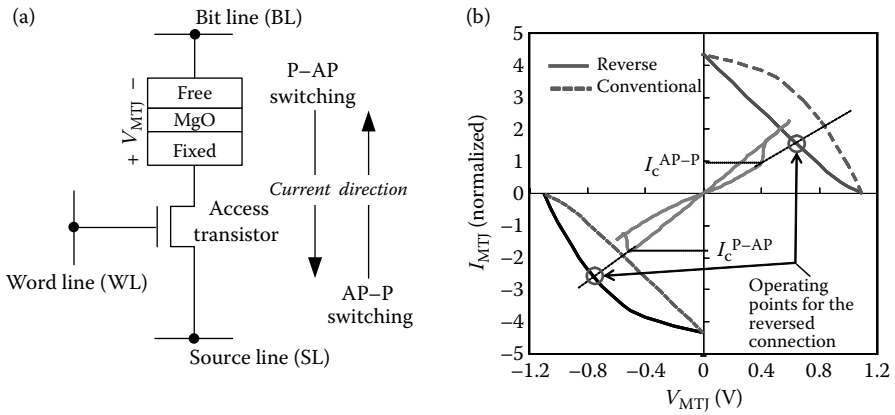 (a)
Bit line (BL)
Free
MgO
Fixed
+ V_MTJ −
P–AP
switching
Current direction
AP–P
switching
Access
transistor
Word line (WL)
Source line (SL)
(b)
Reverse
Conventional
I_c^AP–P
I_c^P–AP
Operating
points for the
reversed
connection
I_MTJ (normalized)
5
4
3
2
1
0
−1
−2
−3
−4
−5
0
−1.2
−0.8
−0.4
0
0.4
0.8
1.2
V_MTJ (V)